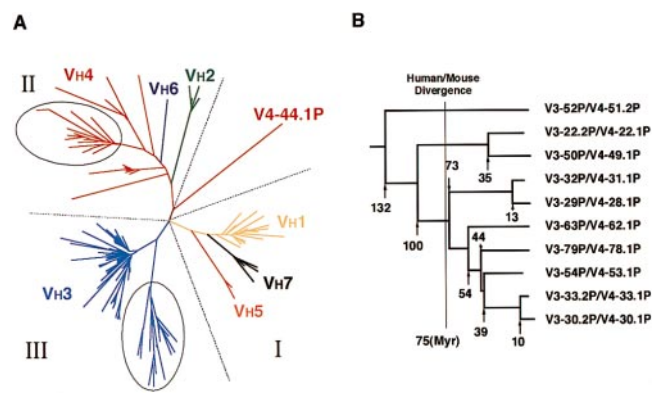 A
II
VH4
VH6
VH2
V4-44.1P
VH1
VH7
VH5
VH3
III
I
B
Human/Mouse
Divergence
V3-52P/V4-51.2P
V3-22.2P/V4-22.1P
73
V3-50P/V4-49.1P
35
V3-32P/V4-31.1P
132
13
V3-29P/V4-28.1P
100
44
V3-63P/V4-62.1P
V3-79P/V4-78.1P
54
V3-54P/V4-53.1P
V3-33.2P/V4-33.1P
39
V3-30.2P/V4-30.1P
75(Myr)
10